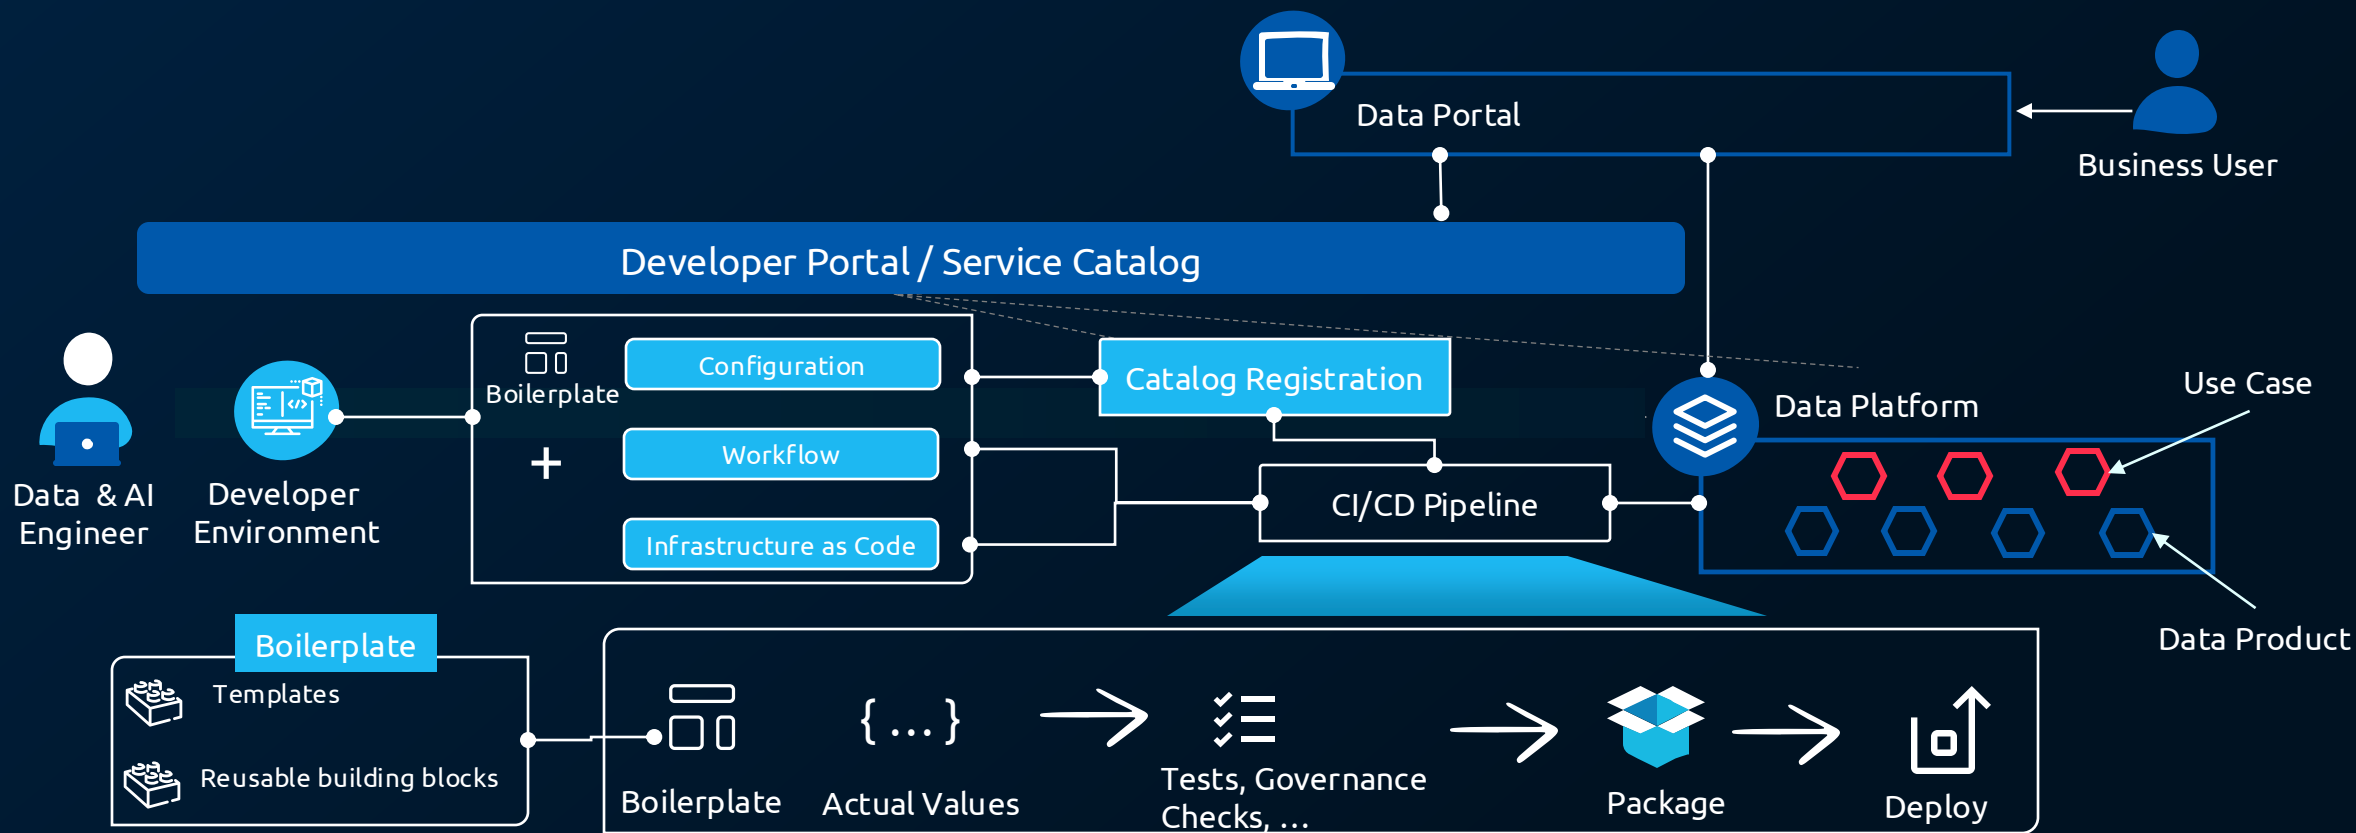 Data Portal
Business User
Developer Portal / Service Catalog
Boilerplate
+
Configuration
Workflow
Infrastructure as Code
Catalog Registration
CI/CD Pipeline
Data Platform
Use Case
Data Product
Data & AI
Engineer
Developer
Environment
Boilerplate
Templates
Reusable building blocks
Boilerplate
{ ... }
Actual Values
Tests, Governance
Checks, ...
Package
Deploy